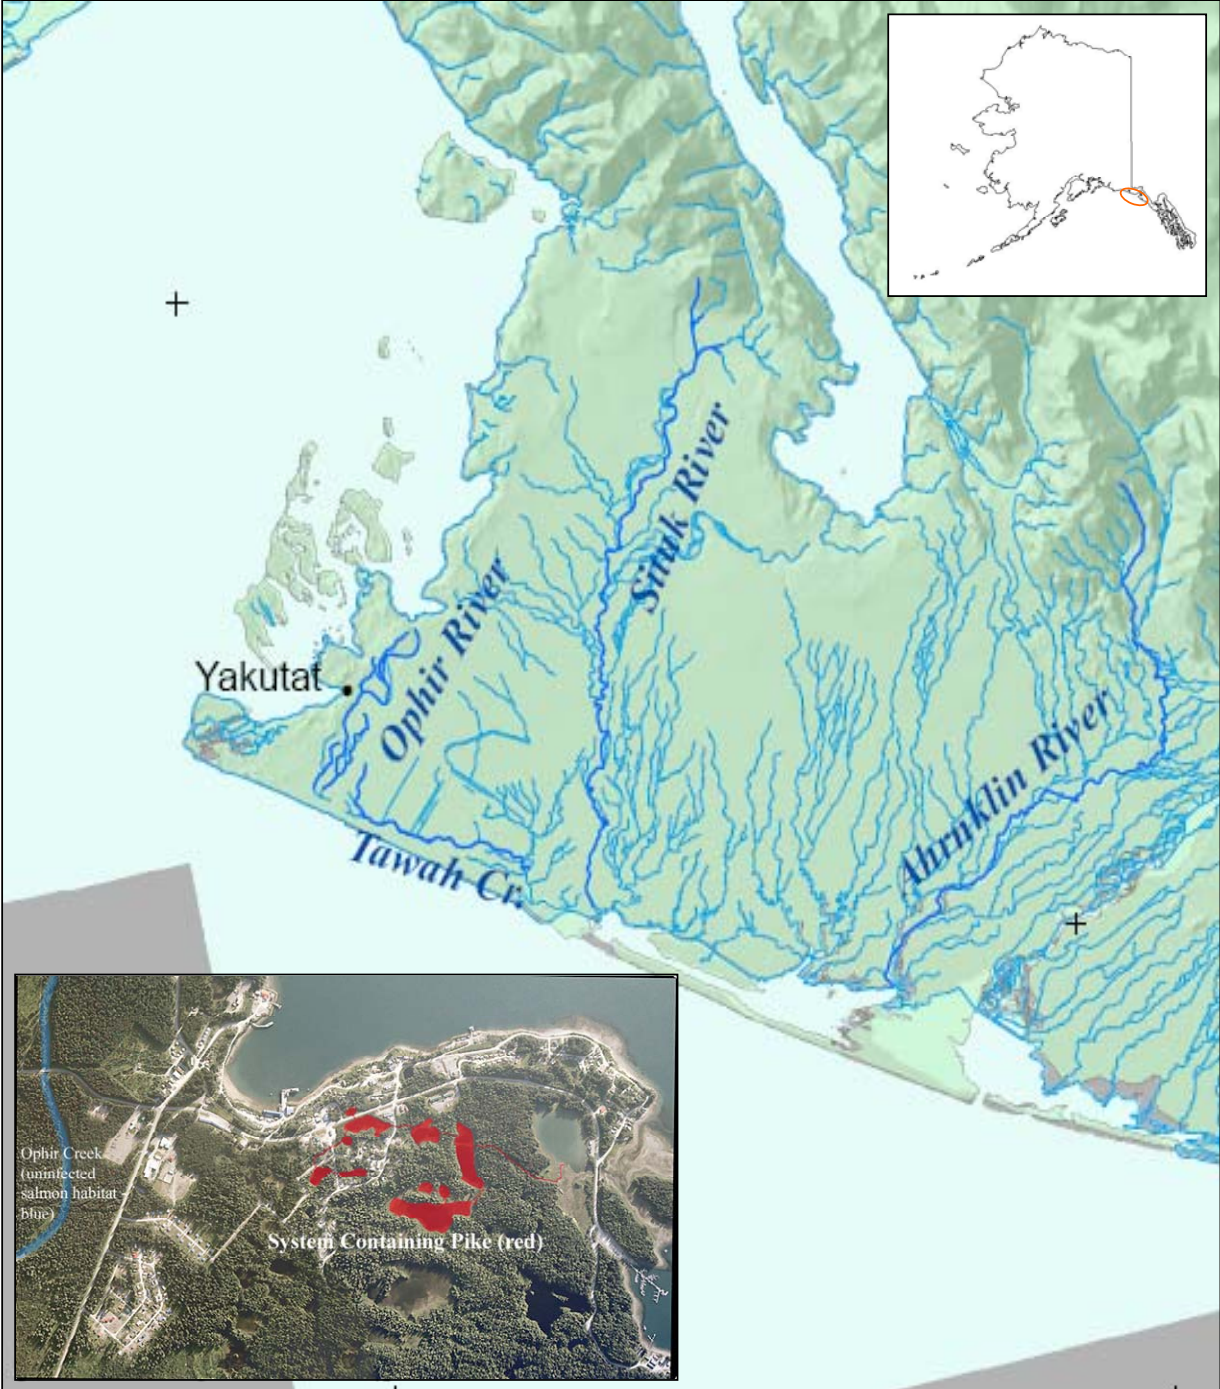 Situk River
Ophir River
Yakutat
Ahrnklin River
Tawah Cr.
Ophir Creek
(uninfected
salmon habitat
blue)
System Containing Pike (red)